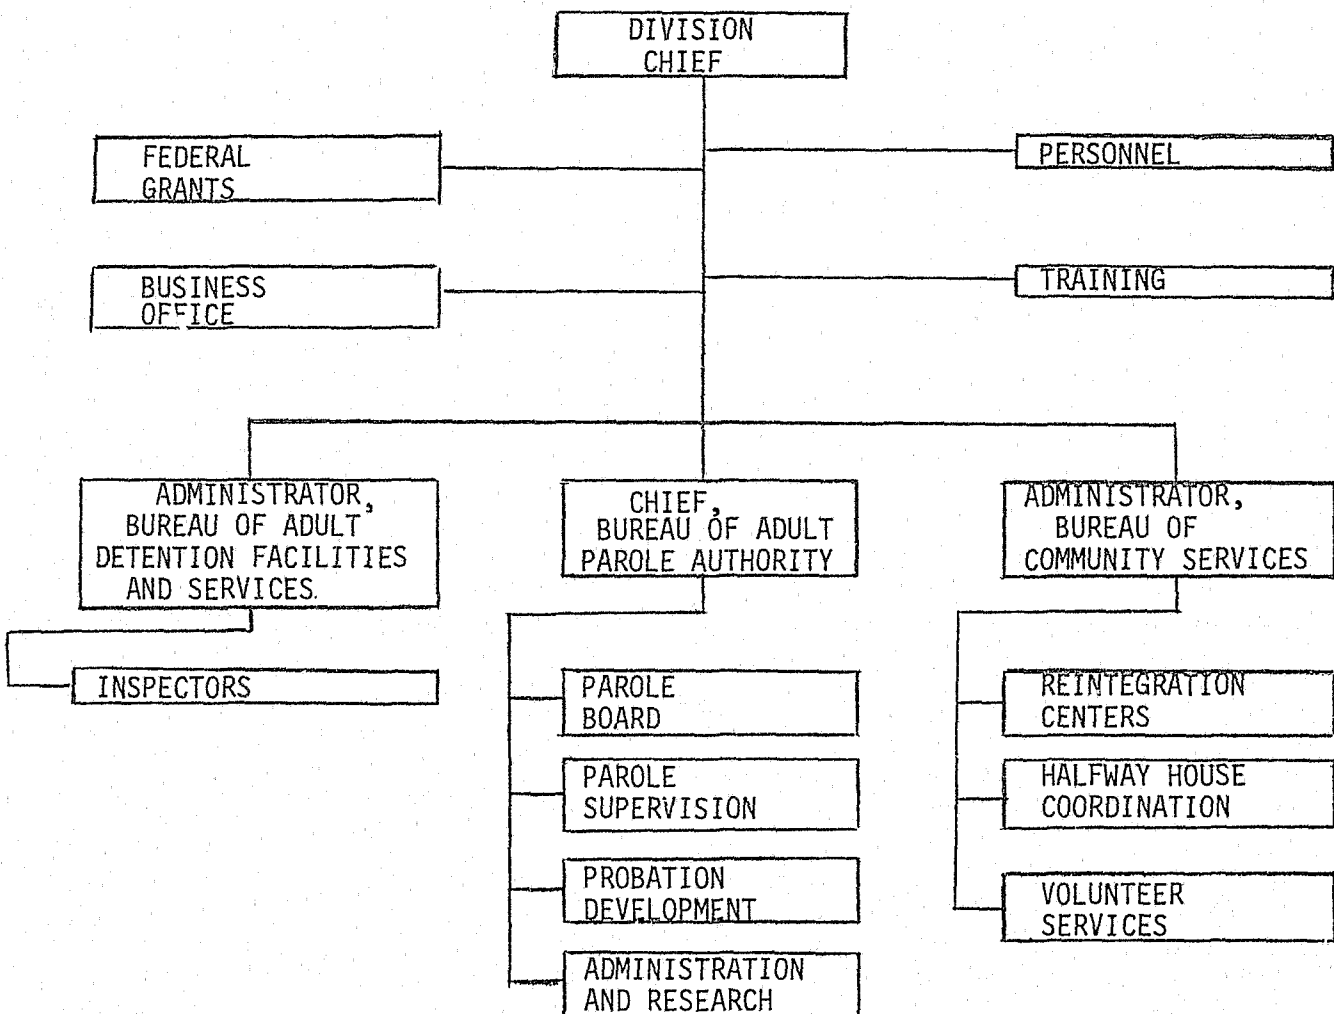 DIVISION
CHIEF
FEDERAL
GRANTS
PERSONNEL
BUSINESS
OFFICE
TRAINING
ADMINISTRATOR,
BUREAU OF ADULT
DETENTION FACILITIES
AND SERVICES.
CHIEF,
BUREAU OF ADULT
PAROLE AUTHORITY
ADMINISTRATOR,
BUREAU OF
COMMUNITY SERVICES
INSPECTORS
PAROLE
BOARD
PAROLE
SUPERVISION
PROBATION
DEVELOPMENT
ADMINISTRATION
AND RESEARCH
REINTEGRATION
CENTERS
HALFWAY HOUSE
COORDINATION
VOLUNTEER
SERVICES